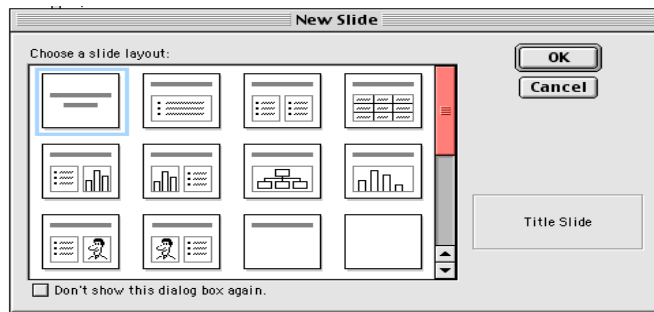 New Slide
Choose a slide layout:
OK
Cancel
Title Slide
Don't show this dialog box again.